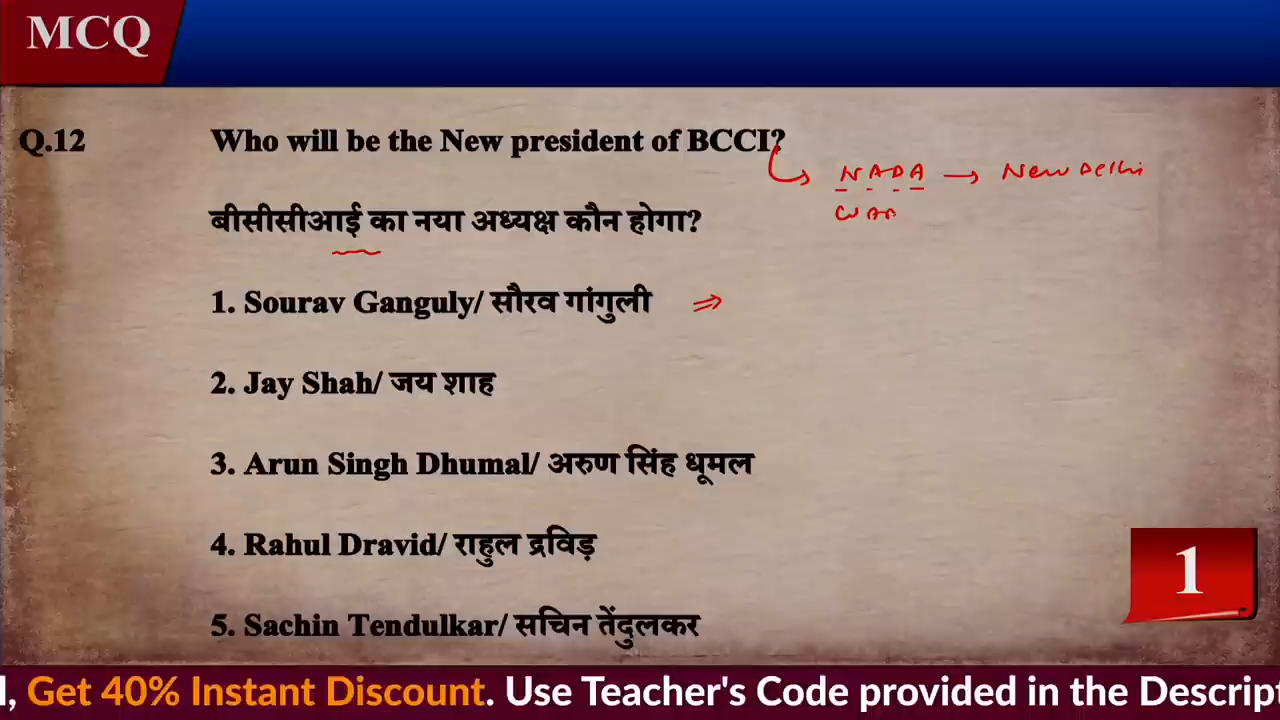 MCQ
Q.12 Who will be the New president of BCCI?
NADA → New Delhi
बीसीसीआई का नया अध्यक्ष कौन होगा?
1. Sourav Ganguly/ सौरव गांगुली ⇒
2. Jay Shah/ जय शाह
3. Arun Singh Dhumal/ अरुण सिंह धूमल
4. Rahul Dravid/ राहुल द्रविड़
5. Sachin Tendulkar/ सचिन तेंदुलकर
1
, Get 40% Instant Discount. Use Teacher's Code provided in the Descript